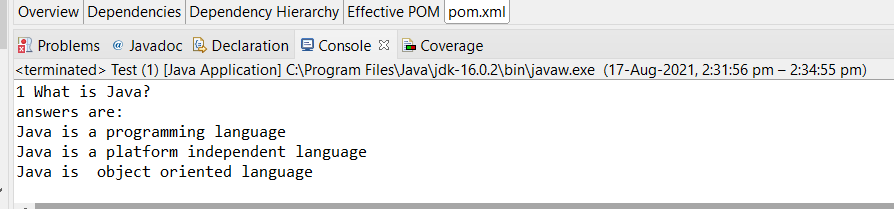 Overview Dependencies Dependency Hierarchy Effective POM pom.xml
Problems @ Javadoc Declaration Console Coverage
<terminated> Test (1) [Java Application] C:\Program Files\Java\jdk-16.0.2\bin\javaw.exe (17-Aug-2021, 2:31:56 pm – 2:34:55 pm)
1 What is Java?
answers are:
Java is a programming language
Java is a platform independent language
Java is  object oriented language